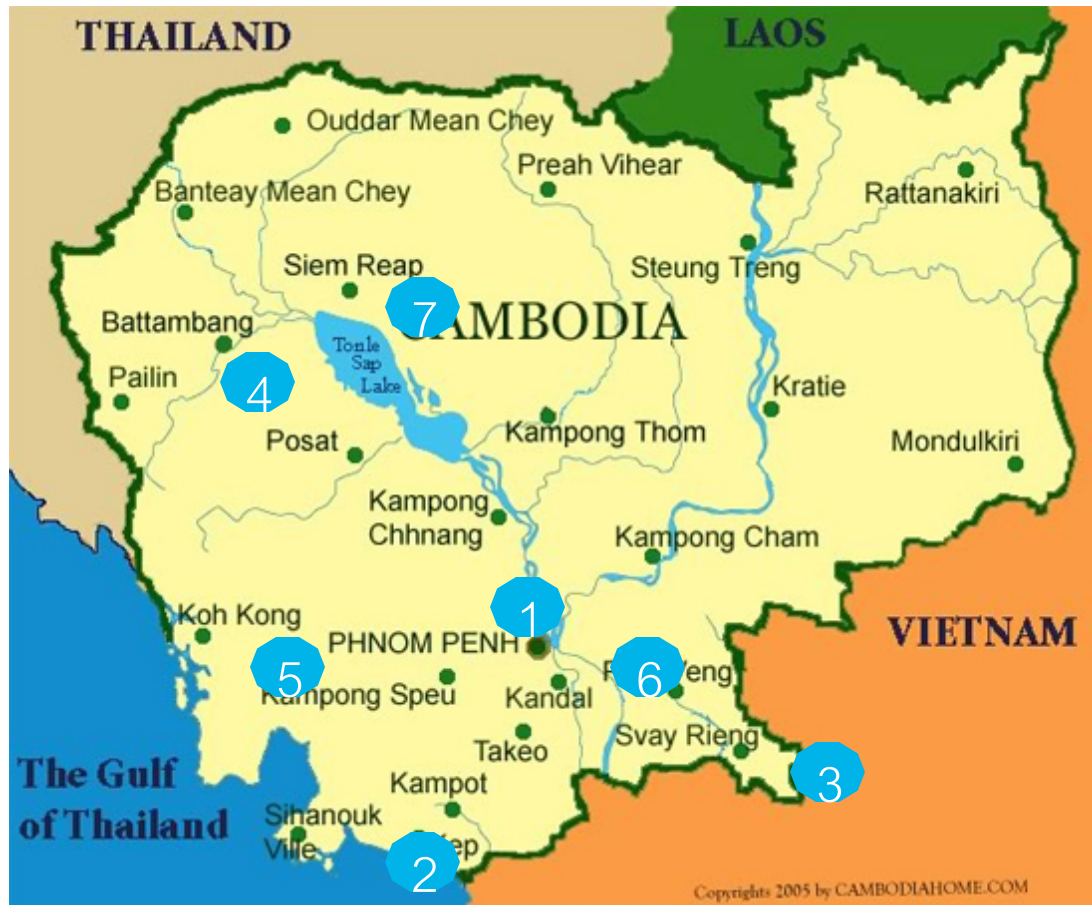 THAILAND
LAOS
Ouddar Mean Chey
Preah Vihear
Rattanakiri
Banteay Mean Chey
Siem Reap
Steung Treng
7
CAMBODIA
Battambang
Tonle
Sap
Lake
Pailin
4
Kratie
Posat
Kampong Thom
Mondulkiri
Kampong
Chhnang
Kampong Cham
1
Koh Kong
PHNOM PENH
VIETNAM
5
6
Veng
Kampong Speu
Kandal
Svay Rieng
Takeo
The Gulf
of Thailand
3
Kampot
Sihanouk
Ville
2
ep
Copyrights 2005 by CAMBODIAHOME.COM